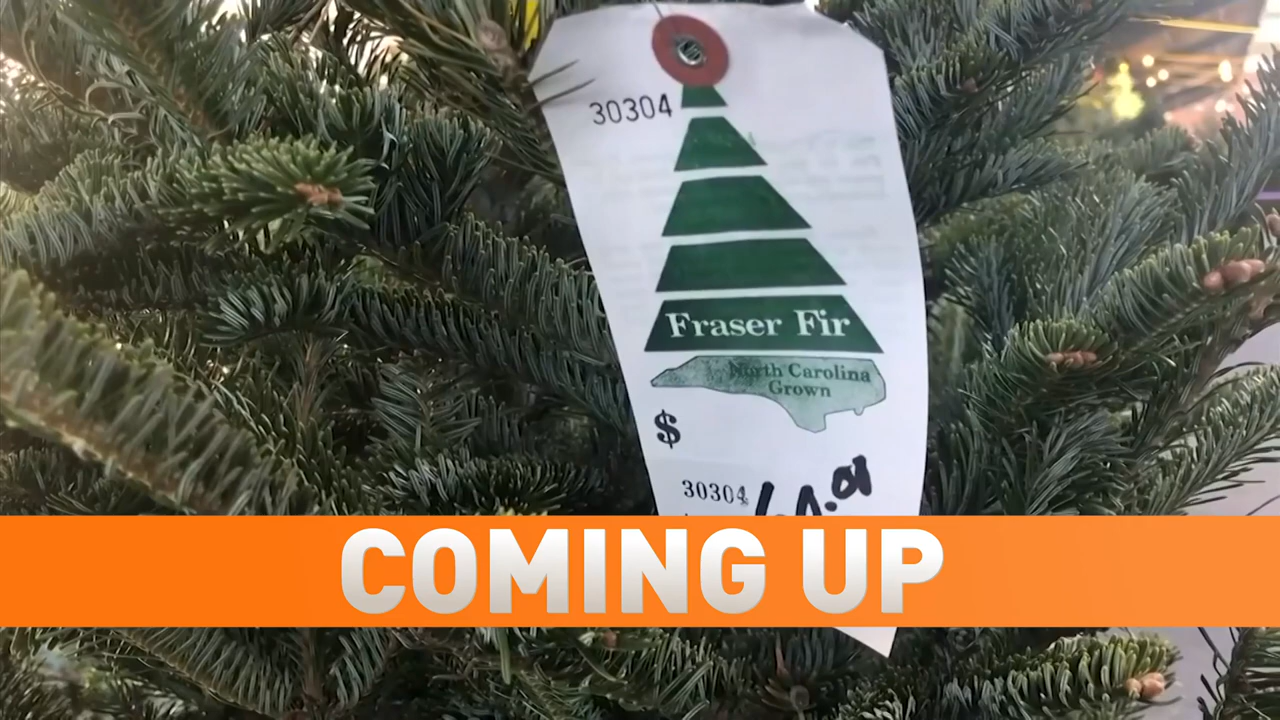 30304
Fraser Fir
North Carolina
Grown
$
30304
COMING UP